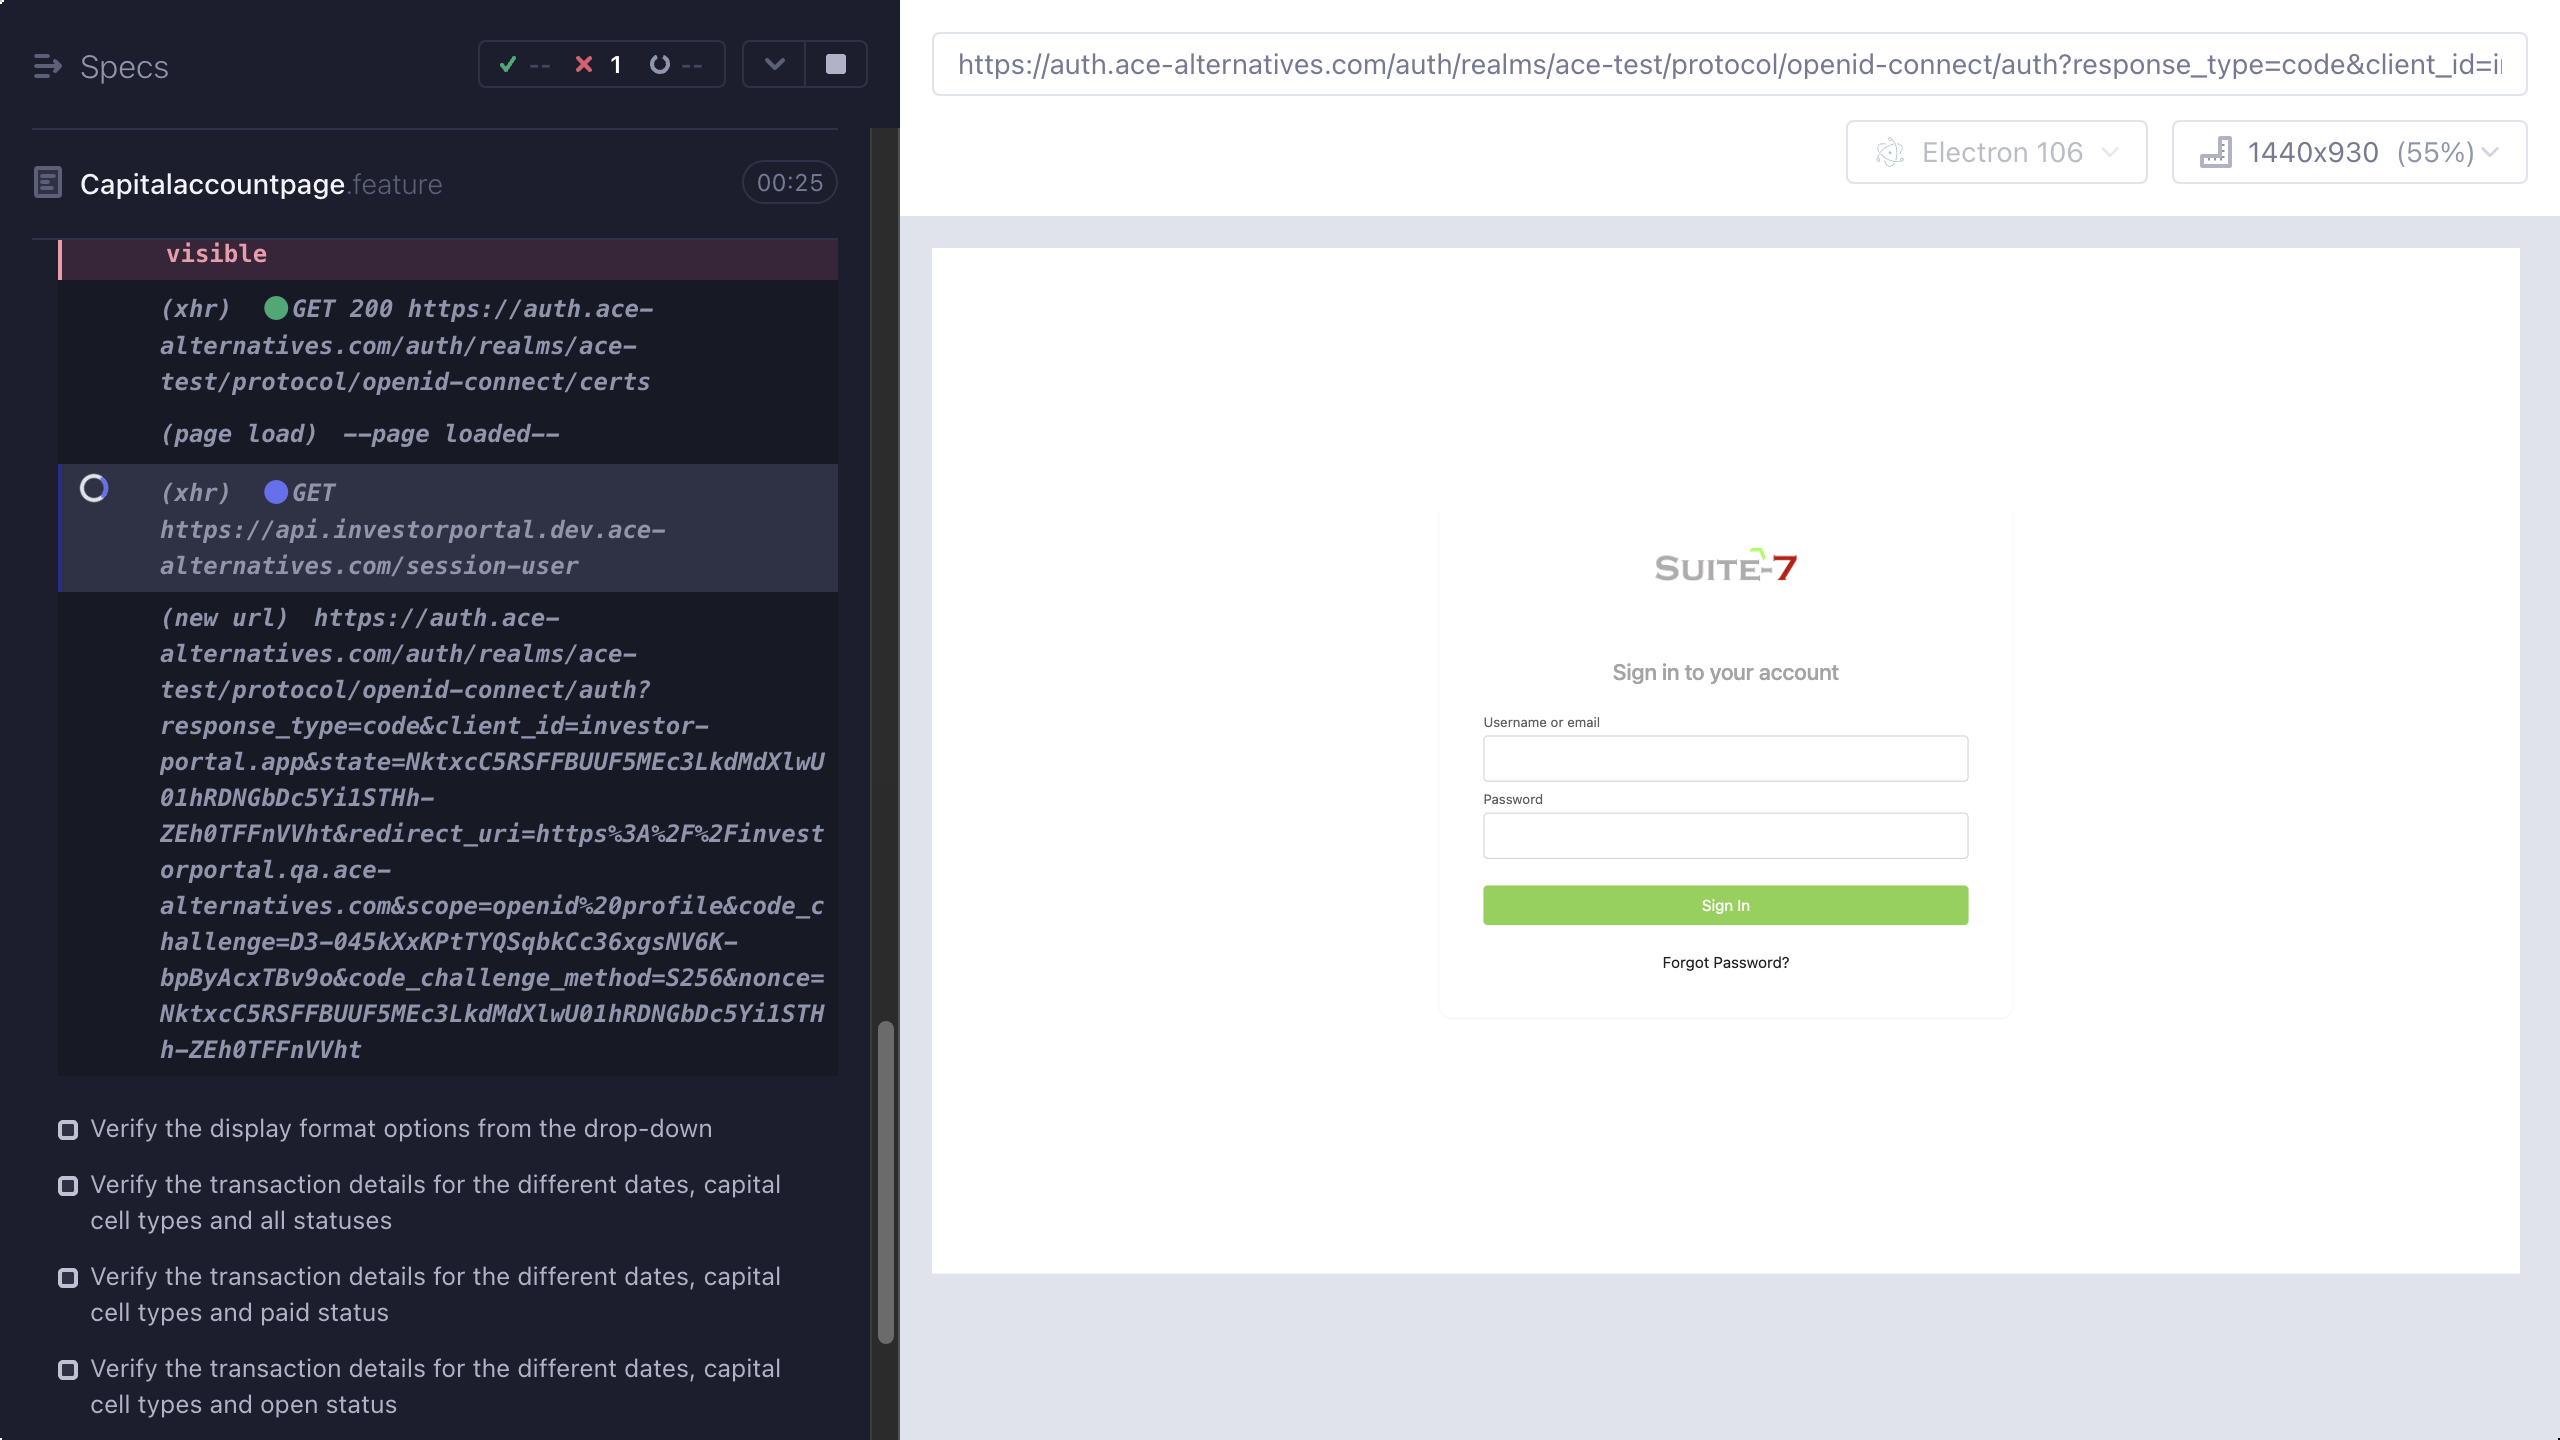 Specs
-- 1 --
Capitalaccountpage.feature
00:25
visible
(xhr) GET 200 https://auth.ace-
alternatives.com/auth/realms/ace-
test/protocol/openid-connect/certs
(page load) --page loaded--
(xhr) GET
https://api.investorportal.dev.ace-
alternatives.com/session-user
(new url) https://auth.ace-
alternatives.com/auth/realms/ace-
test/protocol/openid-connect/auth?
response_type=code&client_id=investor-
portal.app&state=NktxcC5RSFFBUUF5MEc3LkdMdXlwU
01hRDNGbDc5Yi1STHh-
ZEh0TFFnVVht&redirect_uri=https%3A%2F%2Finvest
orportal.qa.ace-
alternatives.com&scope=openid%20profile&code_c
hallenge=D3-045kXxKPtTYQSqbkCc36xgsNV6K-
bpByAcxTBv9o&code_challenge_method=S256&nonce=
NktxcC5RSFFBUUF5MEc3LkdMdXlwU01hRDNGbDc5Yi1STH
h-ZEh0TFFnVVht
Verify the display format options from the drop-down
Verify the transaction details for the different dates, capital
cell types and all statuses
Verify the transaction details for the different dates, capital
cell types and paid status
Verify the transaction details for the different dates, capital
cell types and open status
https://auth.ace-alternatives.com/auth/realms/ace-test/protocol/openid-connect/auth?response_type=code&client_id=i
Electron 106
1440x930 (55%)
SUITE-7
Sign in to your account
Username or email
Password
Sign In
Forgot Password?